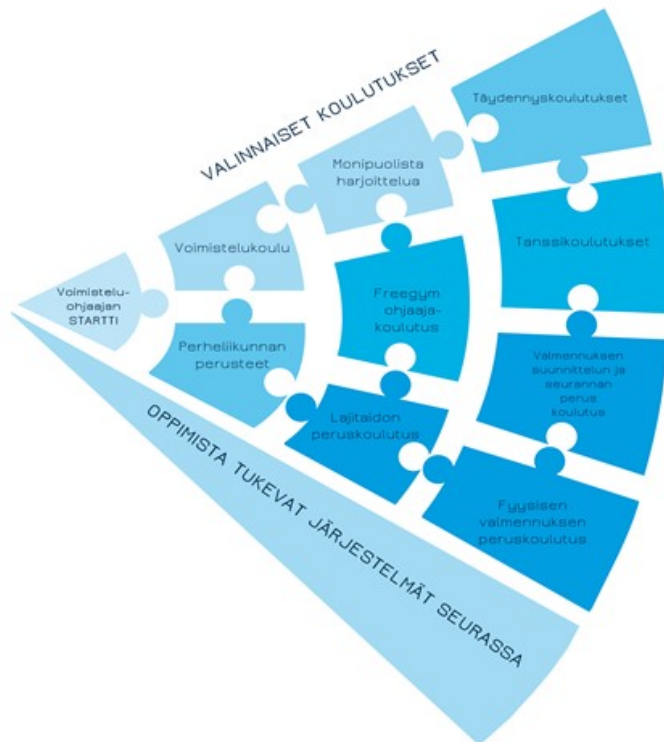 VALINNAISET KOULUTUKSET
Täydennyskoulutukset
Monipuolista
harjoittelua
Voimistelukoulu
Tanssikoulutukset
Voimistelu-
ohjaajan
STARTTI
Freegym
ohjaaja-
koulutus
Perheliikunnan
perusteet
Valmennuksen
suunnittelun ja
seurannan
perus
koulutus
Lajitaidon
peruskoulutus
Fyysisen
valmennuksen
peruskoulutus
OPPIMISTA TUKEVAT JÄRJESTELMÄT SEURASSA